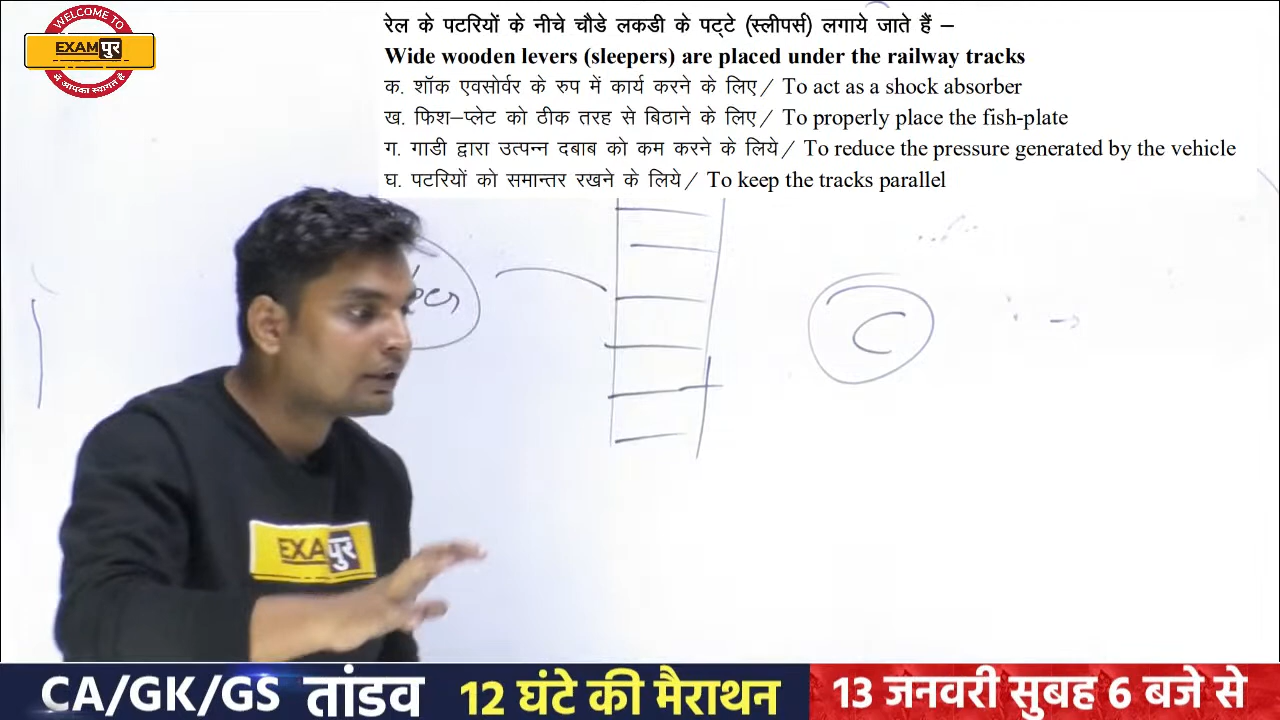 WELCOME TO
EXAMपुर
में आपका स्वागत है
रेल के पटरियों के नीचे चौडे लकडी के पट्टे (स्लीपर्स) लगाये जाते हैं –
Wide wooden levers (sleepers) are placed under the railway tracks
क. शॉक एवसोर्वर के रुप में कार्य करने के लिए / To act as a shock absorber
ख. फिश–प्लेट को ठीक तरह से बिठाने के लिए / To properly place the fish-plate
ग. गाडी द्वारा उत्पन्न दबाब को कम करने के लिये / To reduce the pressure generated by the vehicle
घ. पटरियों को समान्तर रखने के लिये / To keep the tracks parallel
C
EXAMपुर
CA/GK/GS तांडव 12 घंटे की मैराथन 13 जनवरी सुबह 6 बजे से